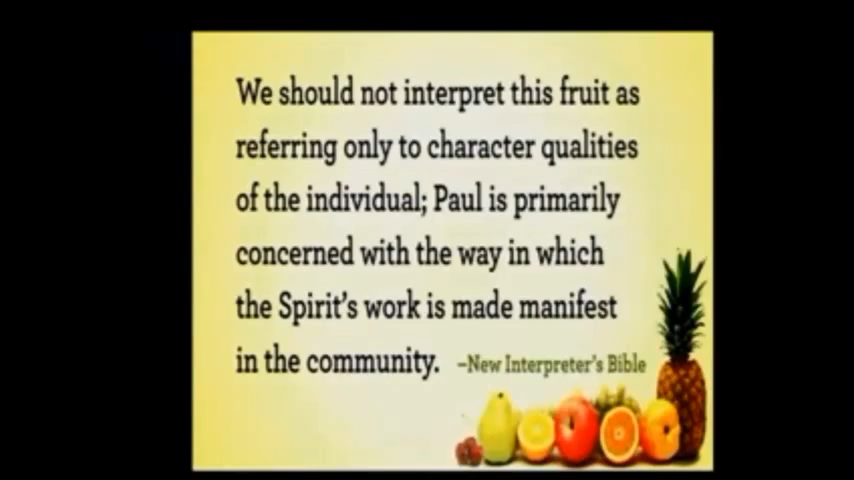 We should not interpret this fruit as
referring only to character qualities
of the individual; Paul is primarily
concerned with the way in which
the Spirit's work is made manifest
in the community. –New Interpreter's Bible